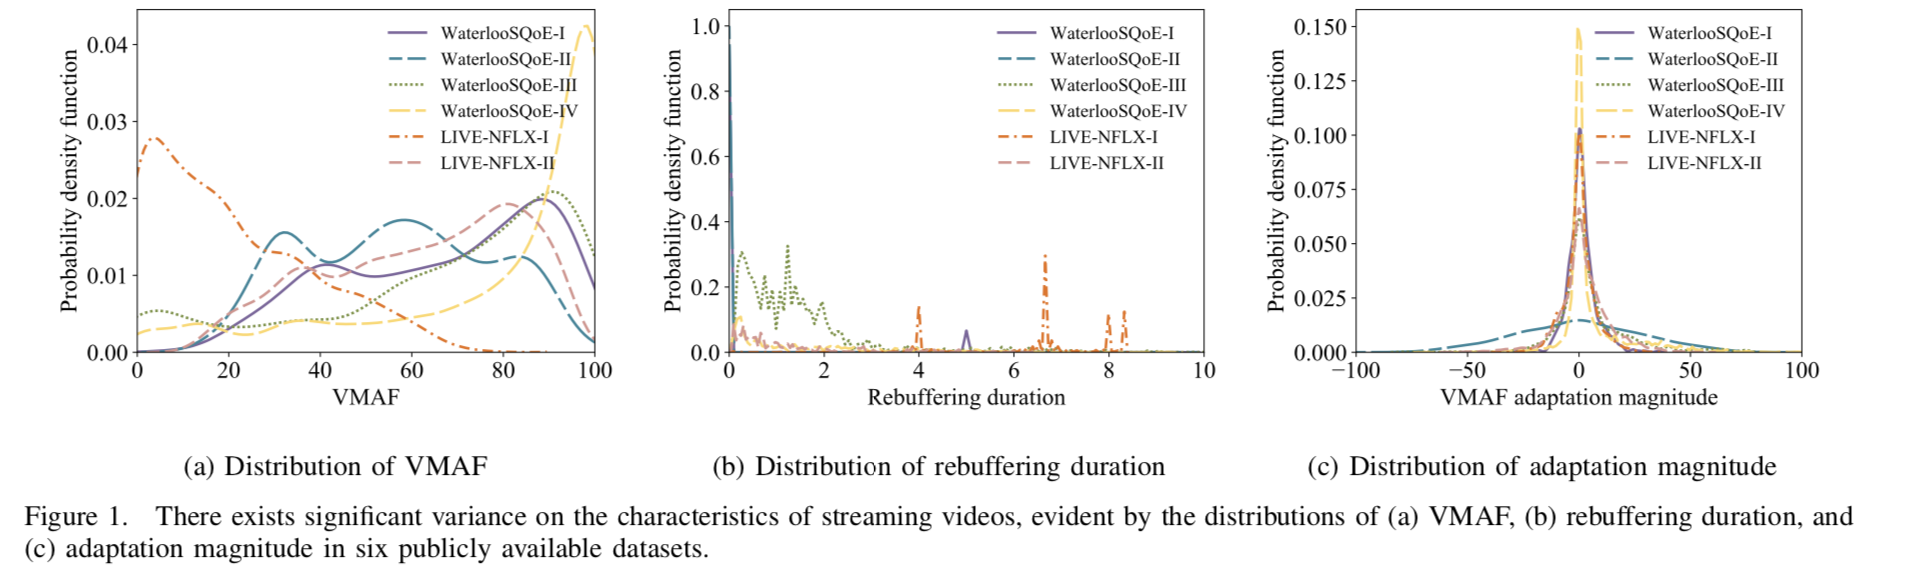 Probability density function
0.04
0.03
0.02
0.01
0.00
0 20 40 60 80 100
VMAF
WaterlooSQoE-I
WaterlooSQoE-II
WaterlooSQoE-III
WaterlooSQoE-IV
LIVE-NFLX-I
LIVE-NFLX-II
(a) Distribution of VMAF
Probability density function
1.0
0.8
0.6
0.4
0.2
0.0
0 2 4 6 8 10
Rebuffering duration
WaterlooSQoE-I
WaterlooSQoE-II
WaterlooSQoE-III
WaterlooSQoE-IV
LIVE-NFLX-I
LIVE-NFLX-II
(b) Distribution of rebuffering duration
Probability density function
0.150
0.125
0.100
0.075
0.050
0.025
0.000
−100 −50 0 50 100
VMAF adaptation magnitude
WaterlooSQoE-I
WaterlooSQoE-II
WaterlooSQoE-III
WaterlooSQoE-IV
LIVE-NFLX-I
LIVE-NFLX-II
(c) Distribution of adaptation magnitude
Figure 1. There exists significant variance on the characteristics of streaming videos, evident by the distributions of (a) VMAF, (b) rebuffering duration, and
(c) adaptation magnitude in six publicly available datasets.